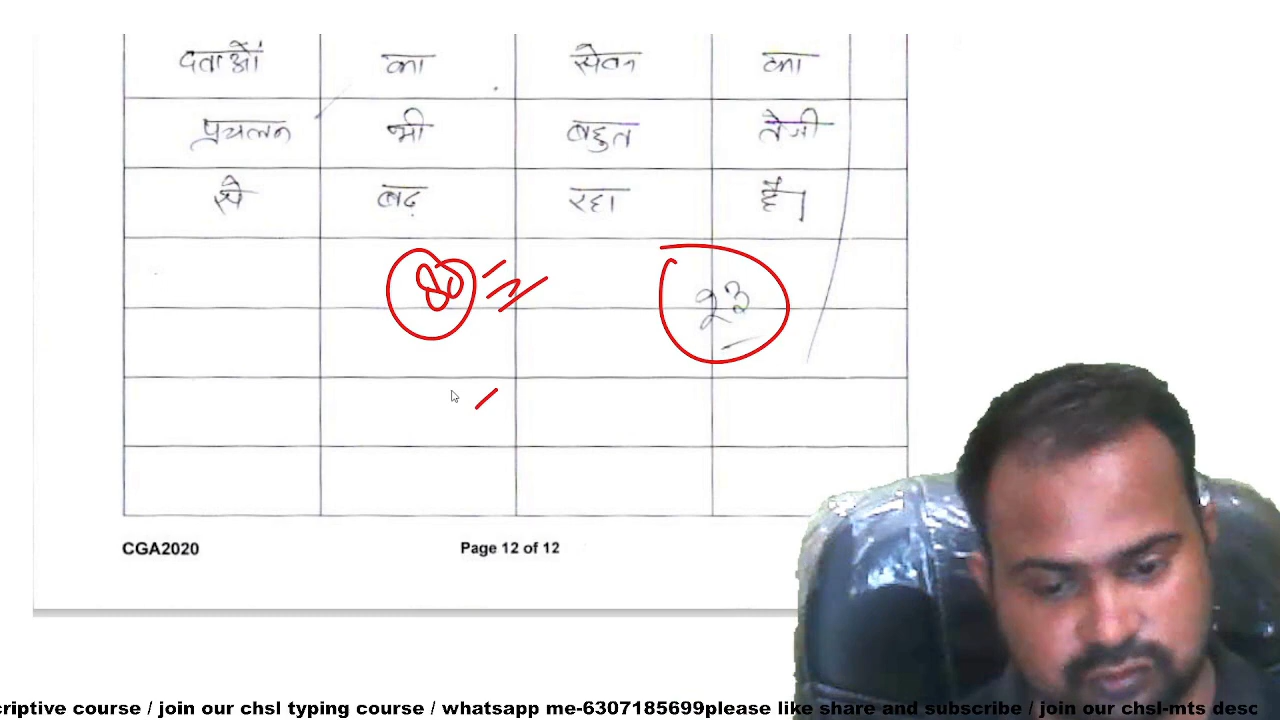 दवाओं का सेवन का
प्रचलन भी बहुत तेजी
से बढ़ रहा है।
80
23
CGA2020 Page 12 of 12
criptive course / join our chsl typing course / whatsapp me-6307185699please like share and subscribe / join our chsl-mts desc